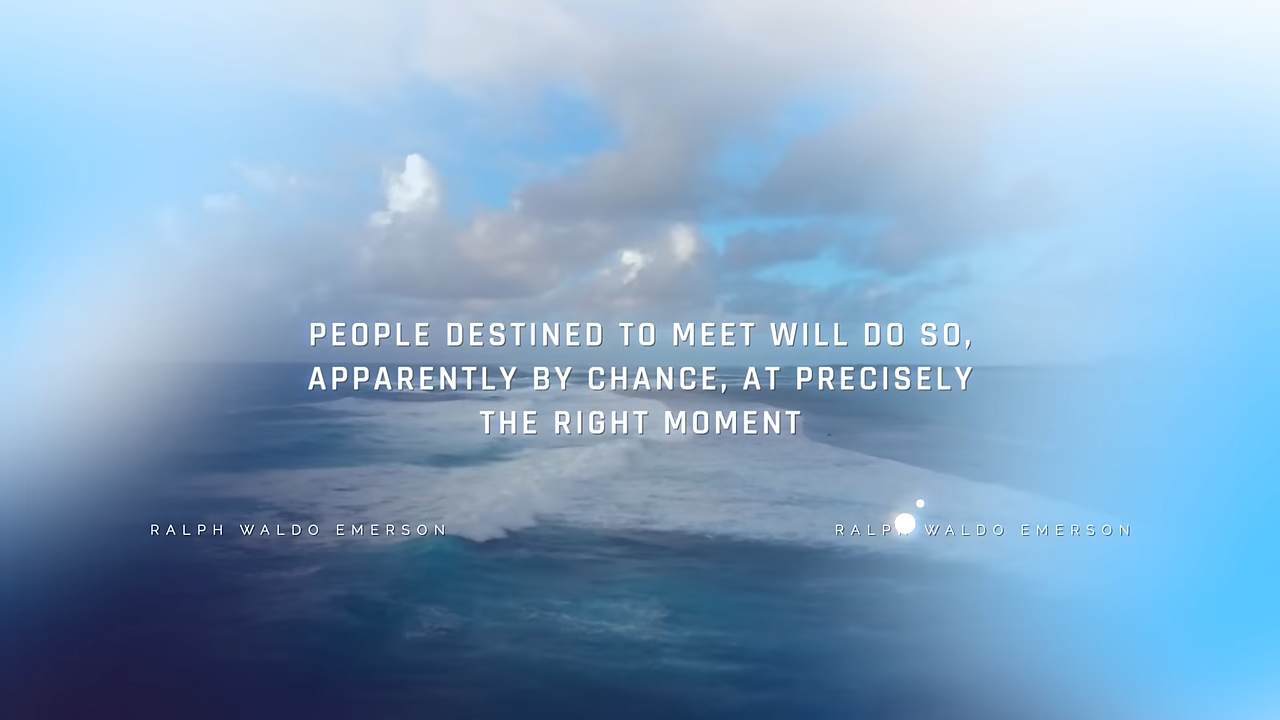 PEOPLE DESTINED TO MEET WILL DO SO,
APPARENTLY BY CHANCE, AT PRECISELY
THE RIGHT MOMENT
RALPH WALDO EMERSON
RALPH WALDO EMERSON